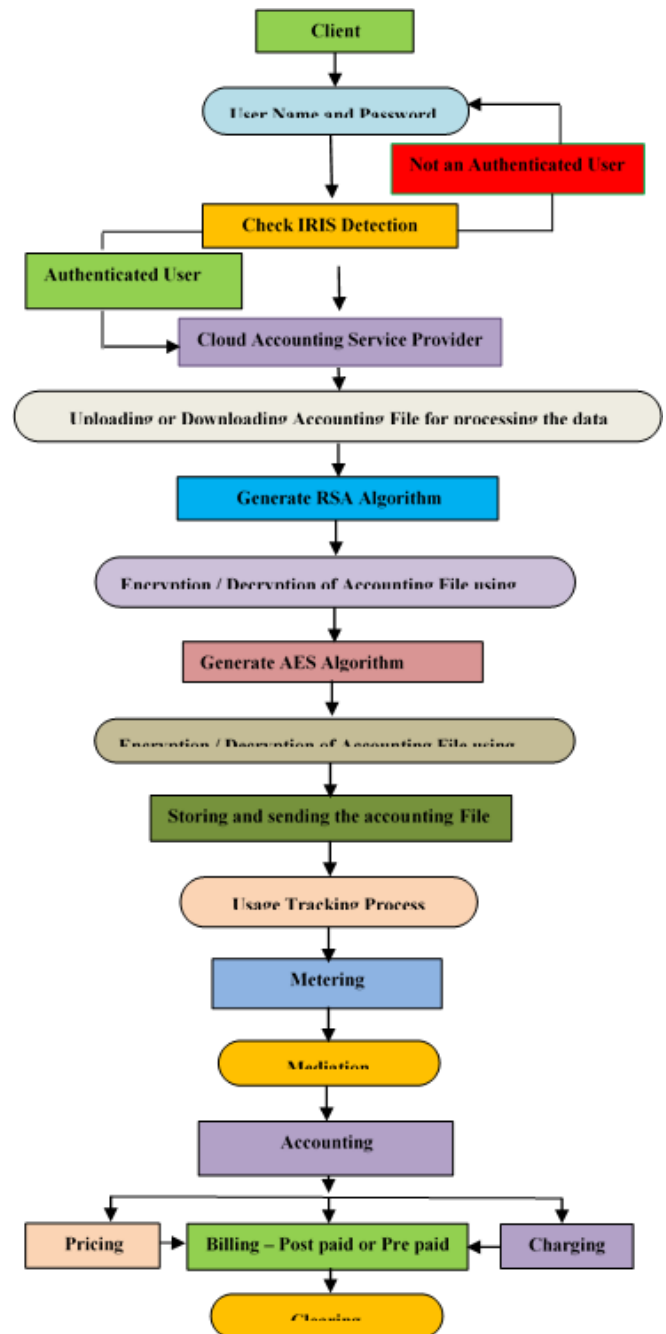 Client
User Name and Password
Not an Authenticated User
Check IRIS Detection
Authenticated User
Cloud Accounting Service Provider
Uploading or Downloading Accounting File for processing the data
Generate RSA Algorithm
Encryption / Decryption of Accounting File using
Generate AES Algorithm
Encryption / Decryption of Accounting File using
Storing and sending the accounting File
Usage Tracking Process
Metering
Mediation
Accounting
Pricing
Billing – Post paid or Pre paid
Charging
Clearing